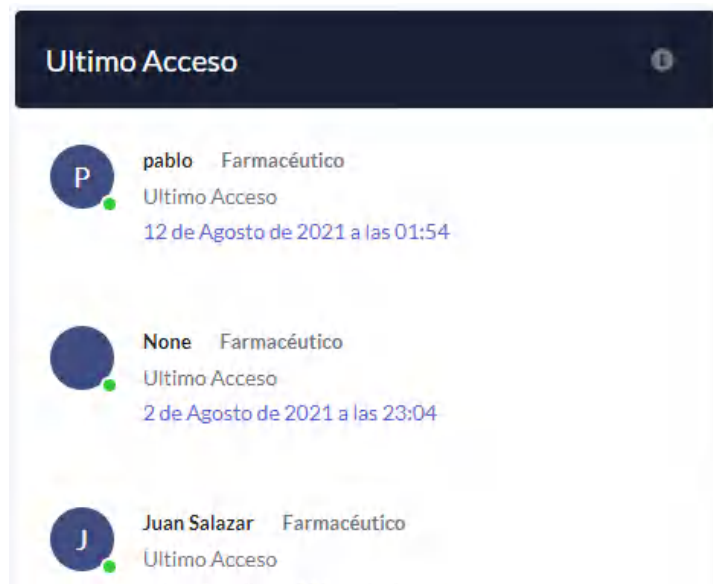 Ultimo Acceso
P
pablo Farmacéutico
Ultimo Acceso
12 de Agosto de 2021 a las 01:54
None Farmacéutico
Ultimo Acceso
2 de Agosto de 2021 a las 23:04
J
Juan Salazar Farmacéutico
Ultimo Acceso